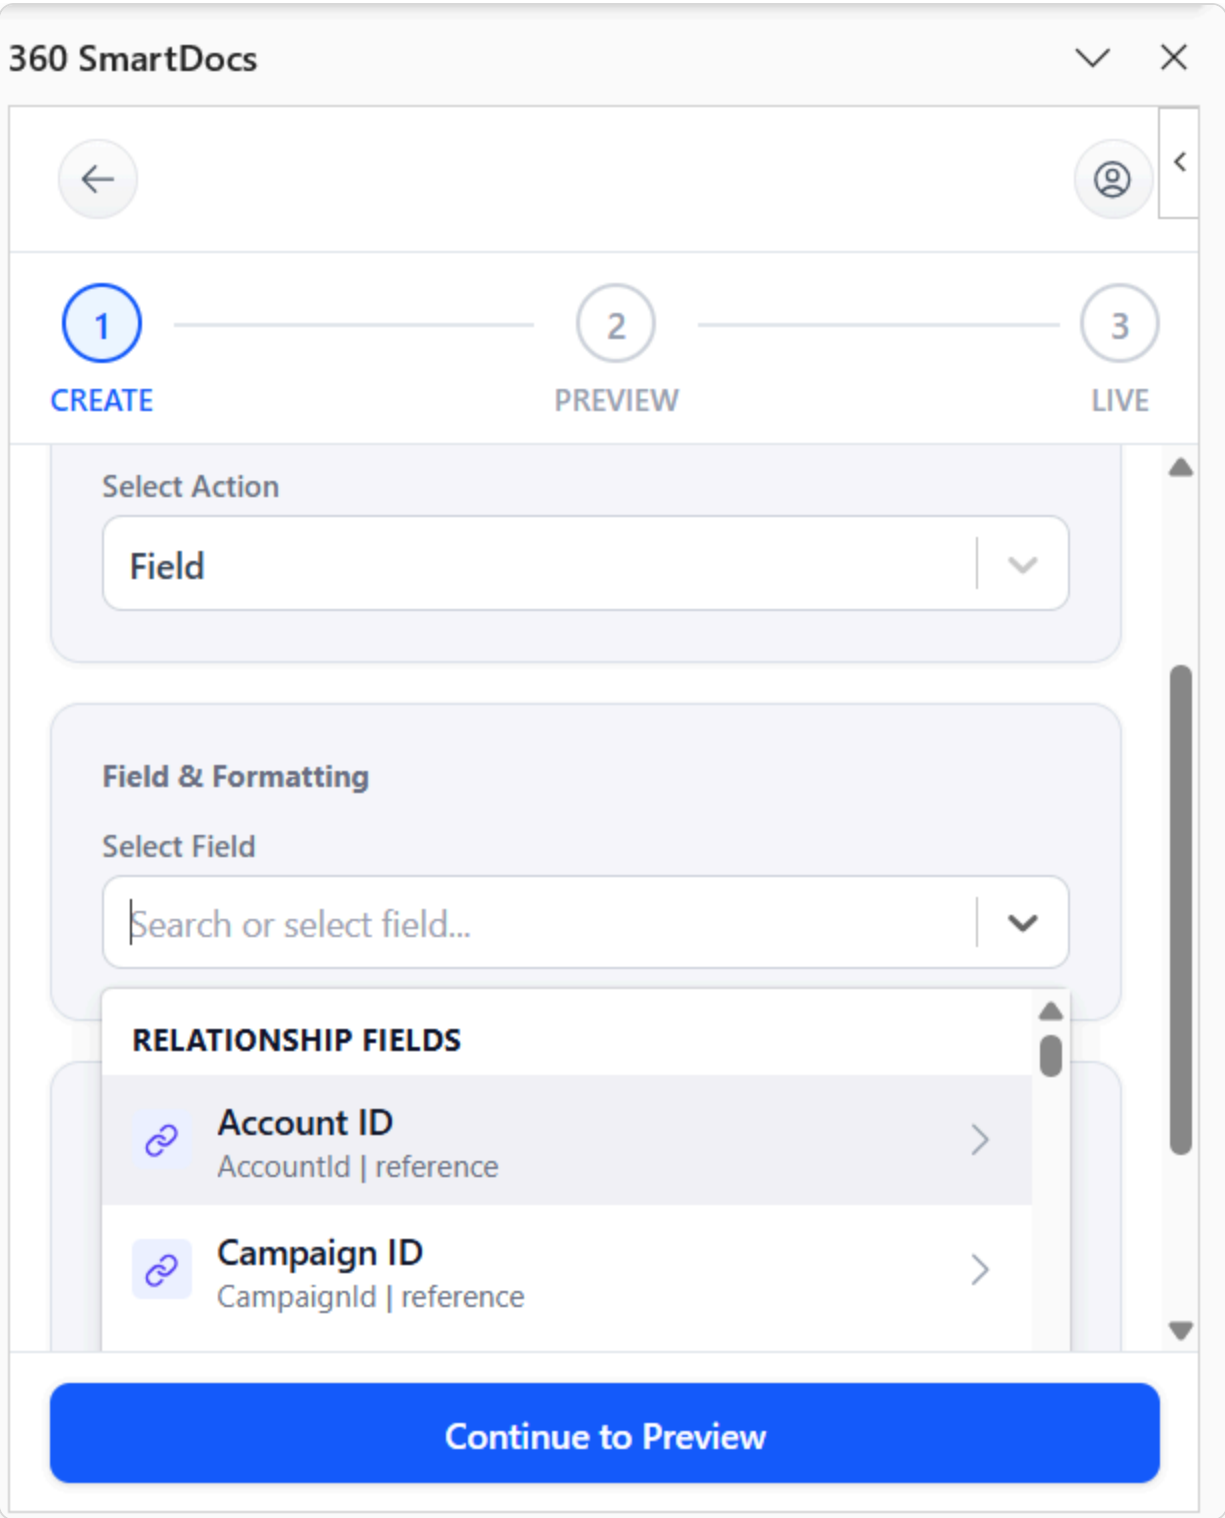 360 SmartDocs
1
2
3
CREATE
PREVIEW
LIVE
Select Action
Field
Field & Formatting
Select Field
Search or select field...
RELATIONSHIP FIELDS
Account ID
AccountId | reference
Campaign ID
CampaignId | reference
Continue to Preview